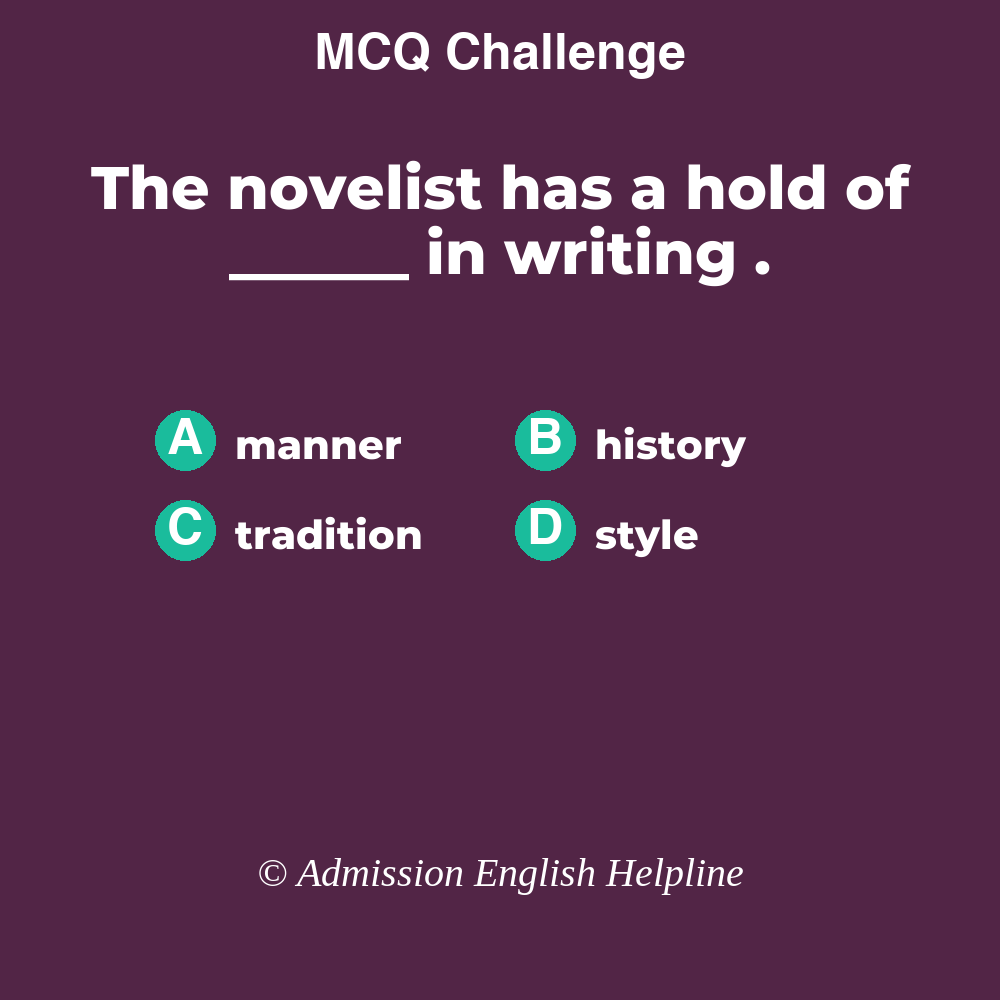 MCQ Challenge
The novelist has a hold of
______ in writing .
A manner
B history
C tradition
D style
© Admission English Helpline